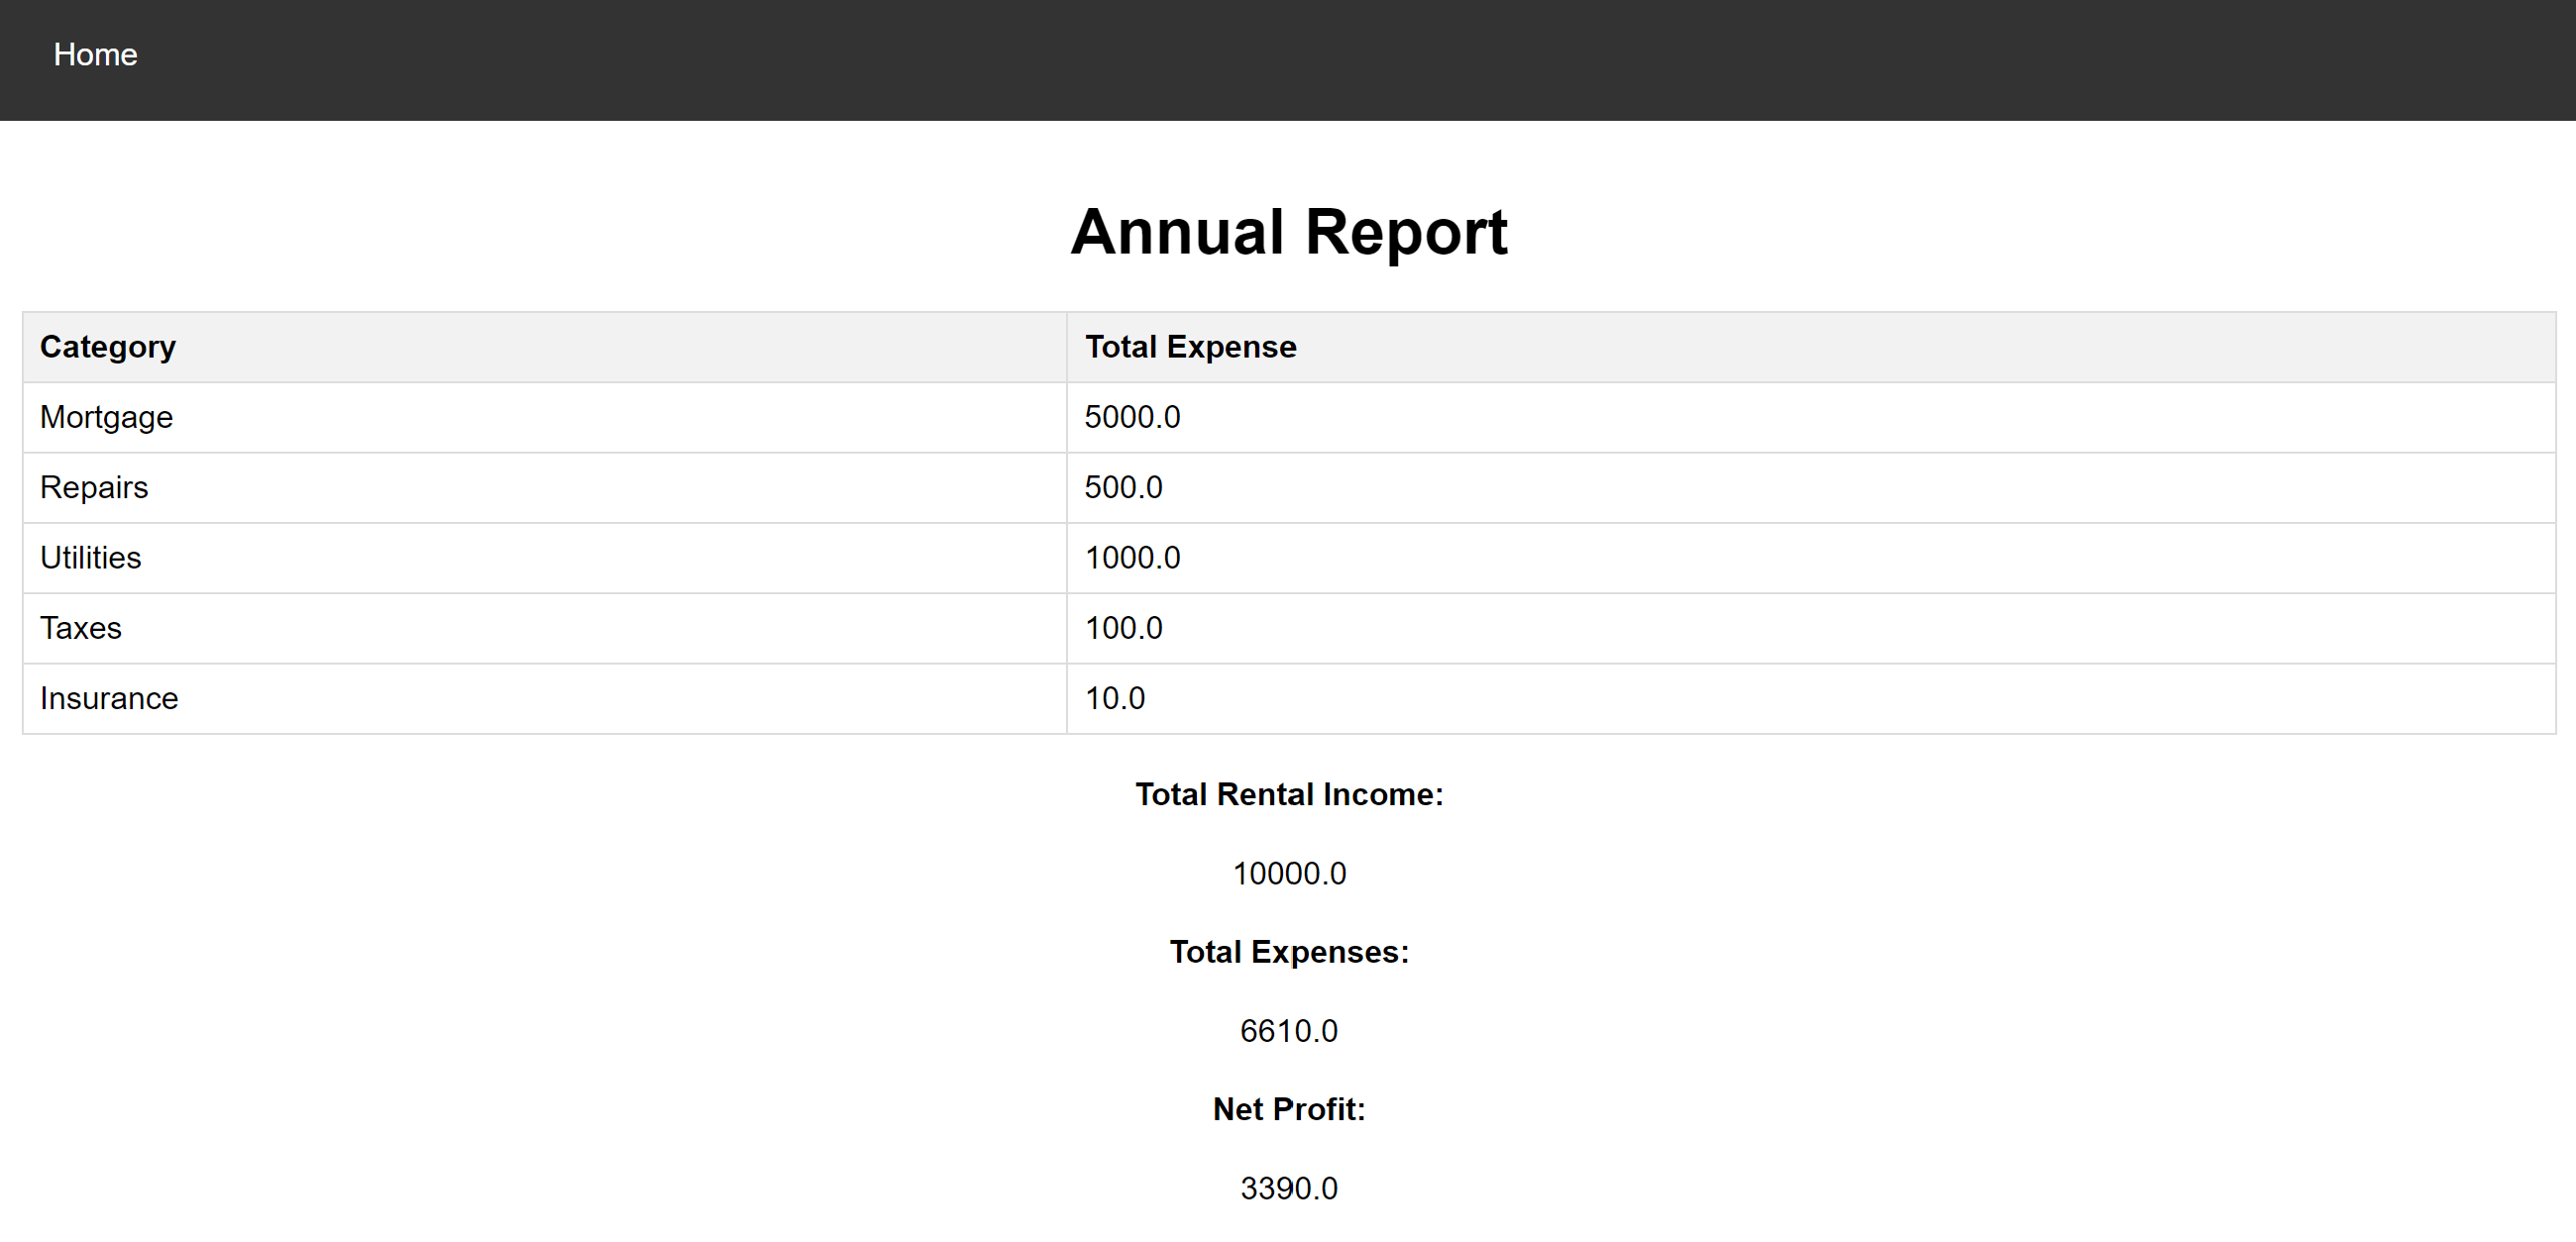 Home
Annual Report
Category Total Expense
Mortgage 5000.0
Repairs 500.0
Utilities 1000.0
Taxes 100.0
Insurance 10.0
Total Rental Income:
10000.0
Total Expenses:
6610.0
Net Profit:
3390.0